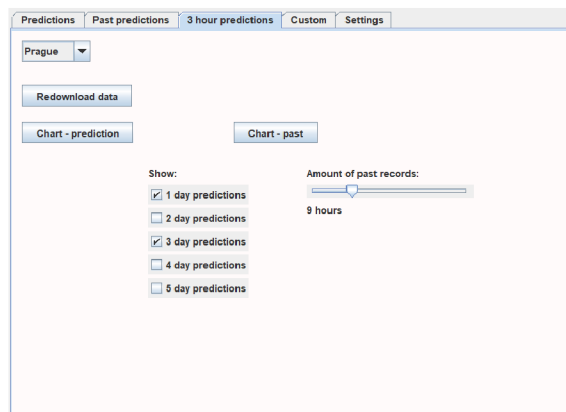 Predictions Past predictions 3 hour predictions Custom Settings
Prague
Redownload data
Chart - prediction Chart - past
Show: Amount of past records:
1 day predictions
2 day predictions
9 hours
3 day predictions
4 day predictions
5 day predictions